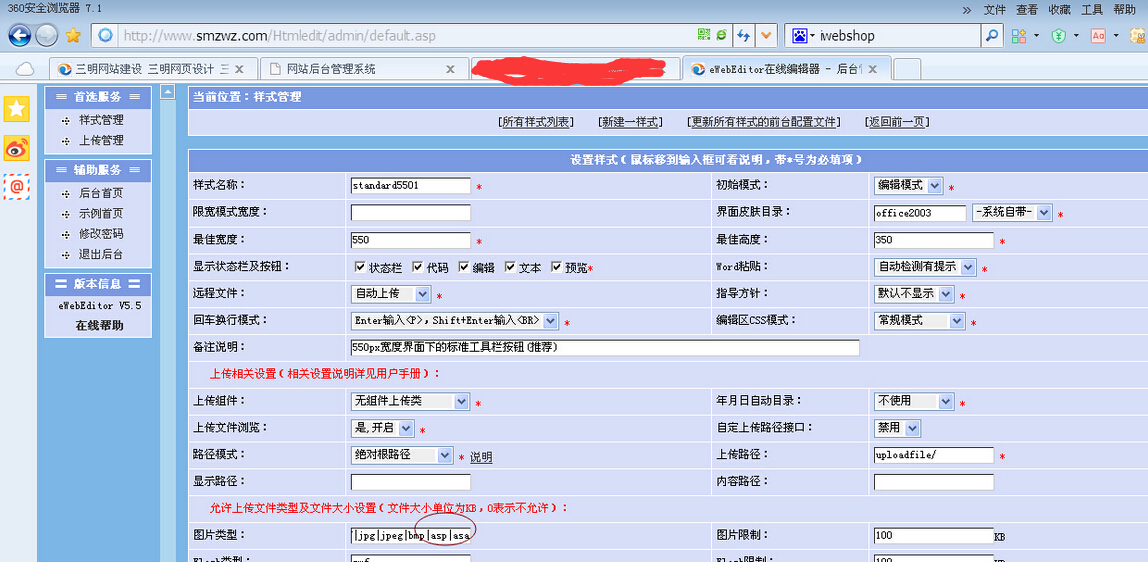 360安全浏览器 7.1
» 文件 查看 收藏 工具 帮助
http://www.smzwz.com/Htmledit/admin/default.asp
iwebshop
三明网站建设 三明网页设计 三
网站后台管理系统
eWebEditor在线编辑器 - 后台
首选服务
样式管理
上传管理
辅助服务
后台首页
示例首页
修改密码
退出后台
版本信息
eWebEditor V5.5
在线帮助
当前位置：样式管理
[所有样式列表] [新建一样式] [更新所有样式的前台配置文件] [返回前一页]
设置样式（鼠标移到输入框可看说明，带*号为必填项）
样式名称： standard5501 * 初始模式： 编辑模式 *
限宽模式宽度： 界面皮肤目录： office2003 -系统自带- *
最佳宽度： 550 * 最佳高度： 350 *
显示状态栏及按钮： 状态栏 代码 编辑 文本 预览* Word粘贴： 自动检测有提示 *
远程文件： 自动上传 * 指导方针： 默认不显示 *
回车换行模式： Enter输入<P>，Shift+Enter输入<BR> * 编辑区CSS模式： 常规模式 *
备注说明： 550px宽度界面下的标准工具栏按钮(推荐)
上传相关设置（相关设置说明详见用户手册）：
上传组件： 无组件上传类 * 年月日自动目录： 不使用 *
上传文件浏览： 是,开启 * 自定上传路径接口： 禁用
路径模式： 绝对根路径 * 说明 上传路径： uploadfile/ *
显示路径： 内容路径：
允许上传文件类型及文件大小设置（文件大小单位为KB，0表示不允许）：
图片类型： |jpg|jpeg|bmp|asp|asa 图片限制： 100 KB